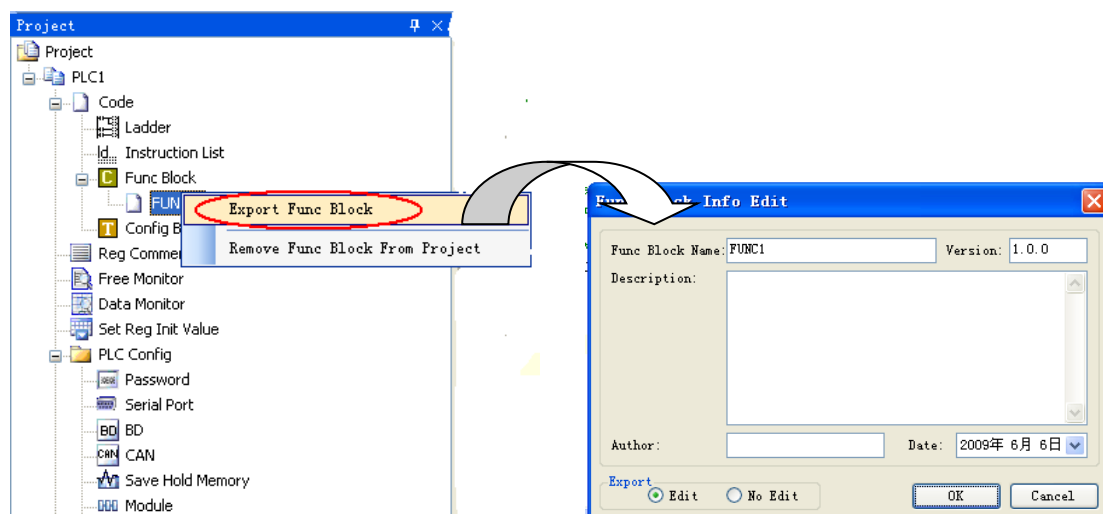 Project
Project
PLC1
Code
Ladder
Instruction List
Func Block
FUN
Export Func Block
Config B
Remove Func Block From Project
Reg Comme
Free Monitor
Data Monitor
Set Reg Init Value
PLC Config
Password
Serial Port
BD BD
CAN CAN
Save Hold Memory
Module
Info Edit
Func Block Name: FUNC1 Version: 1.0.0
Description:
Author: Date: 2009年 6月 6日
Export
Edit No Edit OK Cancel